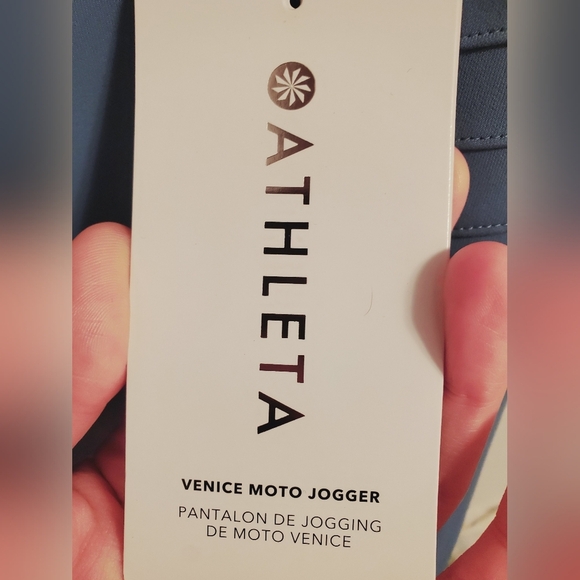 ATHLETA
VENICE MOTO JOGGER
PANTALON DE JOGGING
DE MOTO VENICE